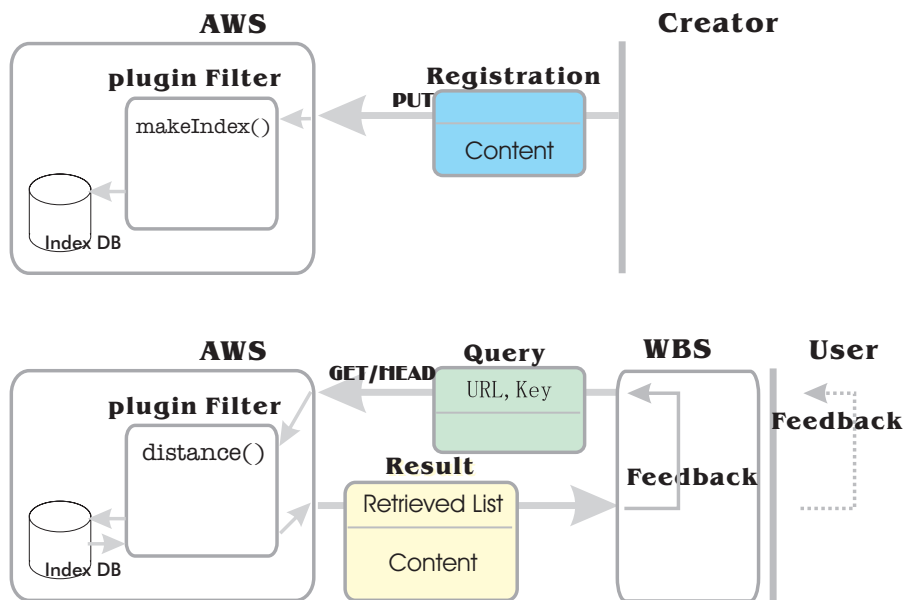 AWS
Creator
plugin Filter
Registration
PUT
makeIndex()
Content
Index DB
AWS
Query
WBS
User
GET/HEAD
URL, Key
plugin Filter
Feedback
distance()
Result
Feedback
Retrieved List
Content
Index DB